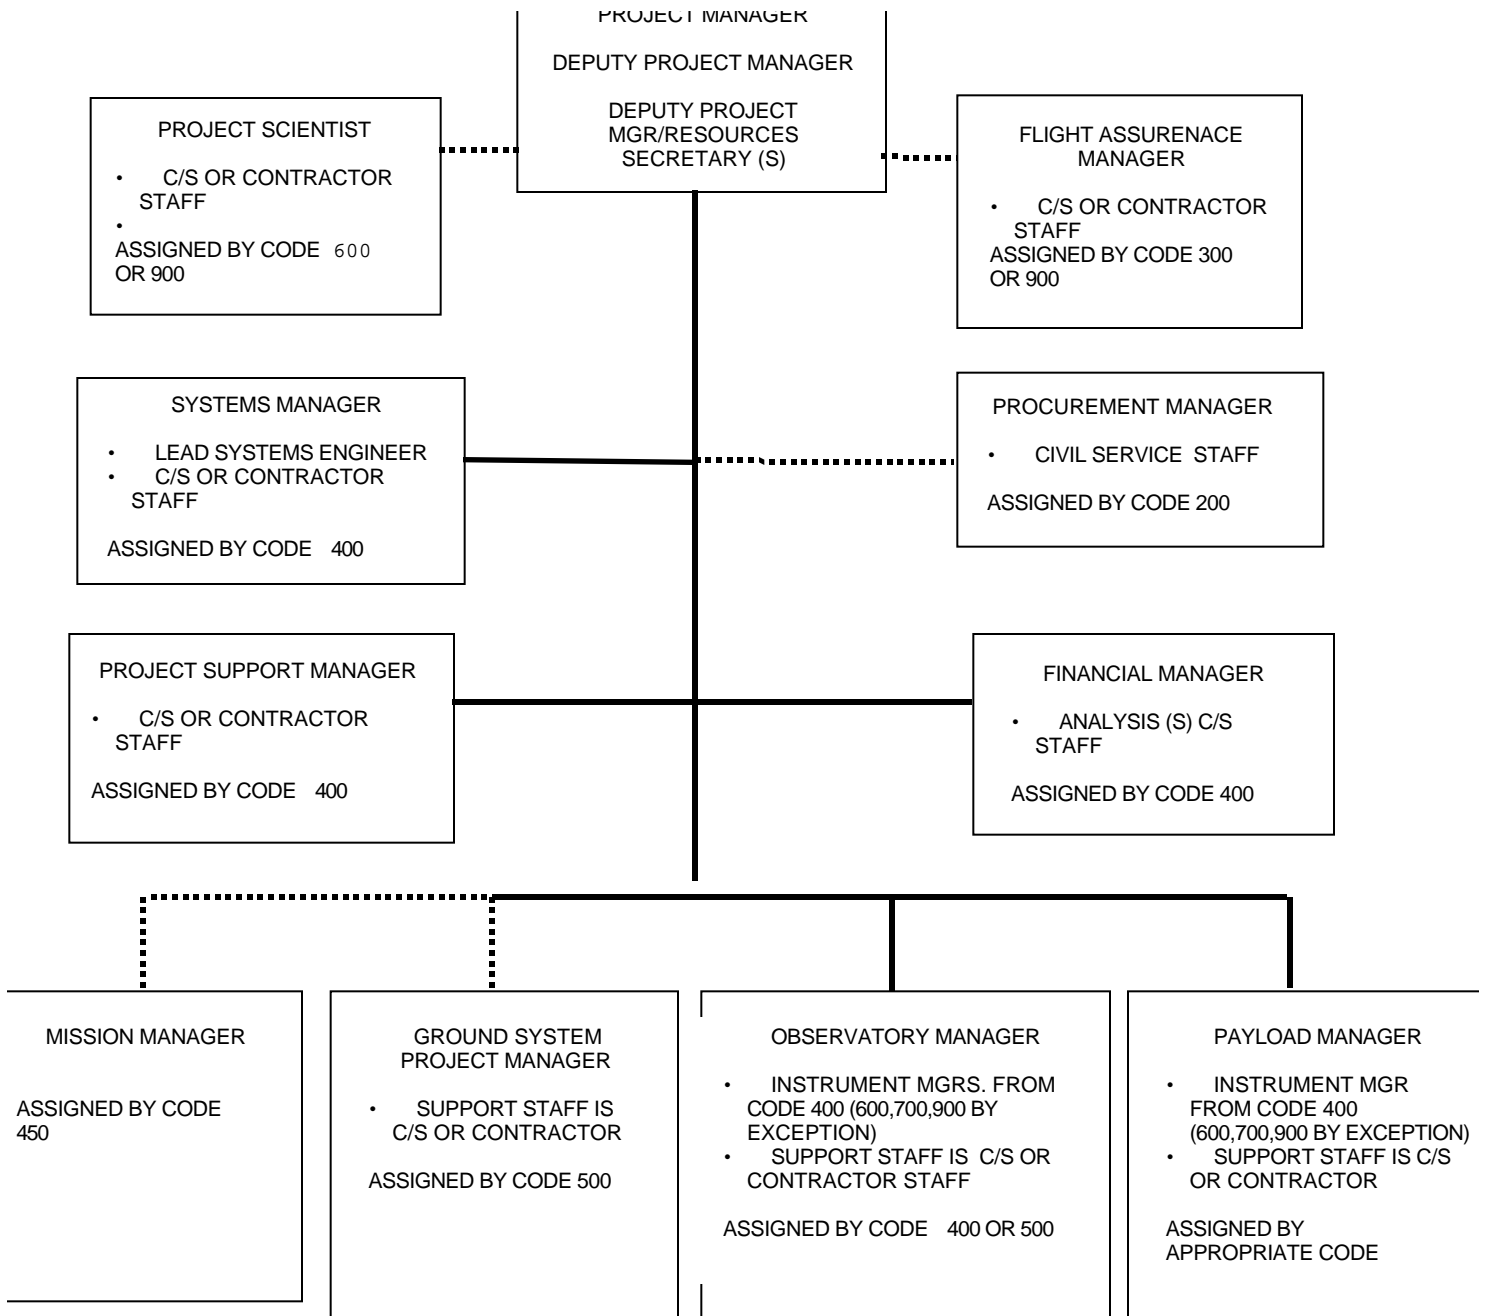 PROJECT MANAGER
DEPUTY PROJECT MANAGER
DEPUTY PROJECT
MGR/RESOURCES
SECRETARY (S)
PROJECT SCIENTIST
• C/S OR CONTRACTOR
STAFF
•
ASSIGNED BY CODE 600
OR 900
FLIGHT ASSURENACE
MANAGER
• C/S OR CONTRACTOR
STAFF
ASSIGNED BY CODE 300
OR 900
SYSTEMS MANAGER
• LEAD SYSTEMS ENGINEER
• C/S OR CONTRACTOR
STAFF
ASSIGNED BY CODE 400
PROCUREMENT MANAGER
• CIVIL SERVICE STAFF
ASSIGNED BY CODE 200
PROJECT SUPPORT MANAGER
• C/S OR CONTRACTOR
STAFF
ASSIGNED BY CODE 400
FINANCIAL MANAGER
• ANALYSIS (S) C/S
STAFF
ASSIGNED BY CODE 400
MISSION MANAGER
ASSIGNED BY CODE
450
GROUND SYSTEM
PROJECT MANAGER
• SUPPORT STAFF IS
C/S OR CONTRACTOR
ASSIGNED BY CODE 500
OBSERVATORY MANAGER
• INSTRUMENT MGRS. FROM
CODE 400 (600,700,900 BY
EXCEPTION)
• SUPPORT STAFF IS C/S OR
CONTRACTOR STAFF
ASSIGNED BY CODE 400 OR 500
PAYLOAD MANAGER
• INSTRUMENT MGR
FROM CODE 400
(600,700,900 BY EXCEPTION)
• SUPPORT STAFF IS C/S
OR CONTRACTOR
ASSIGNED BY
APPROPRIATE CODE